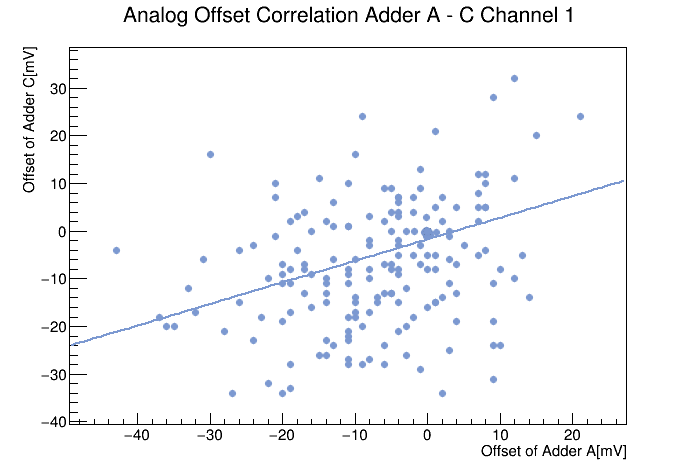 Analog Offset Correlation Adder A - C Channel 1
Offset of Adder C[mV]
30
20
10
0
−10
−20
−30
−40
−40 −30 −20 −10 0 10 20
Offset of Adder A[mV]